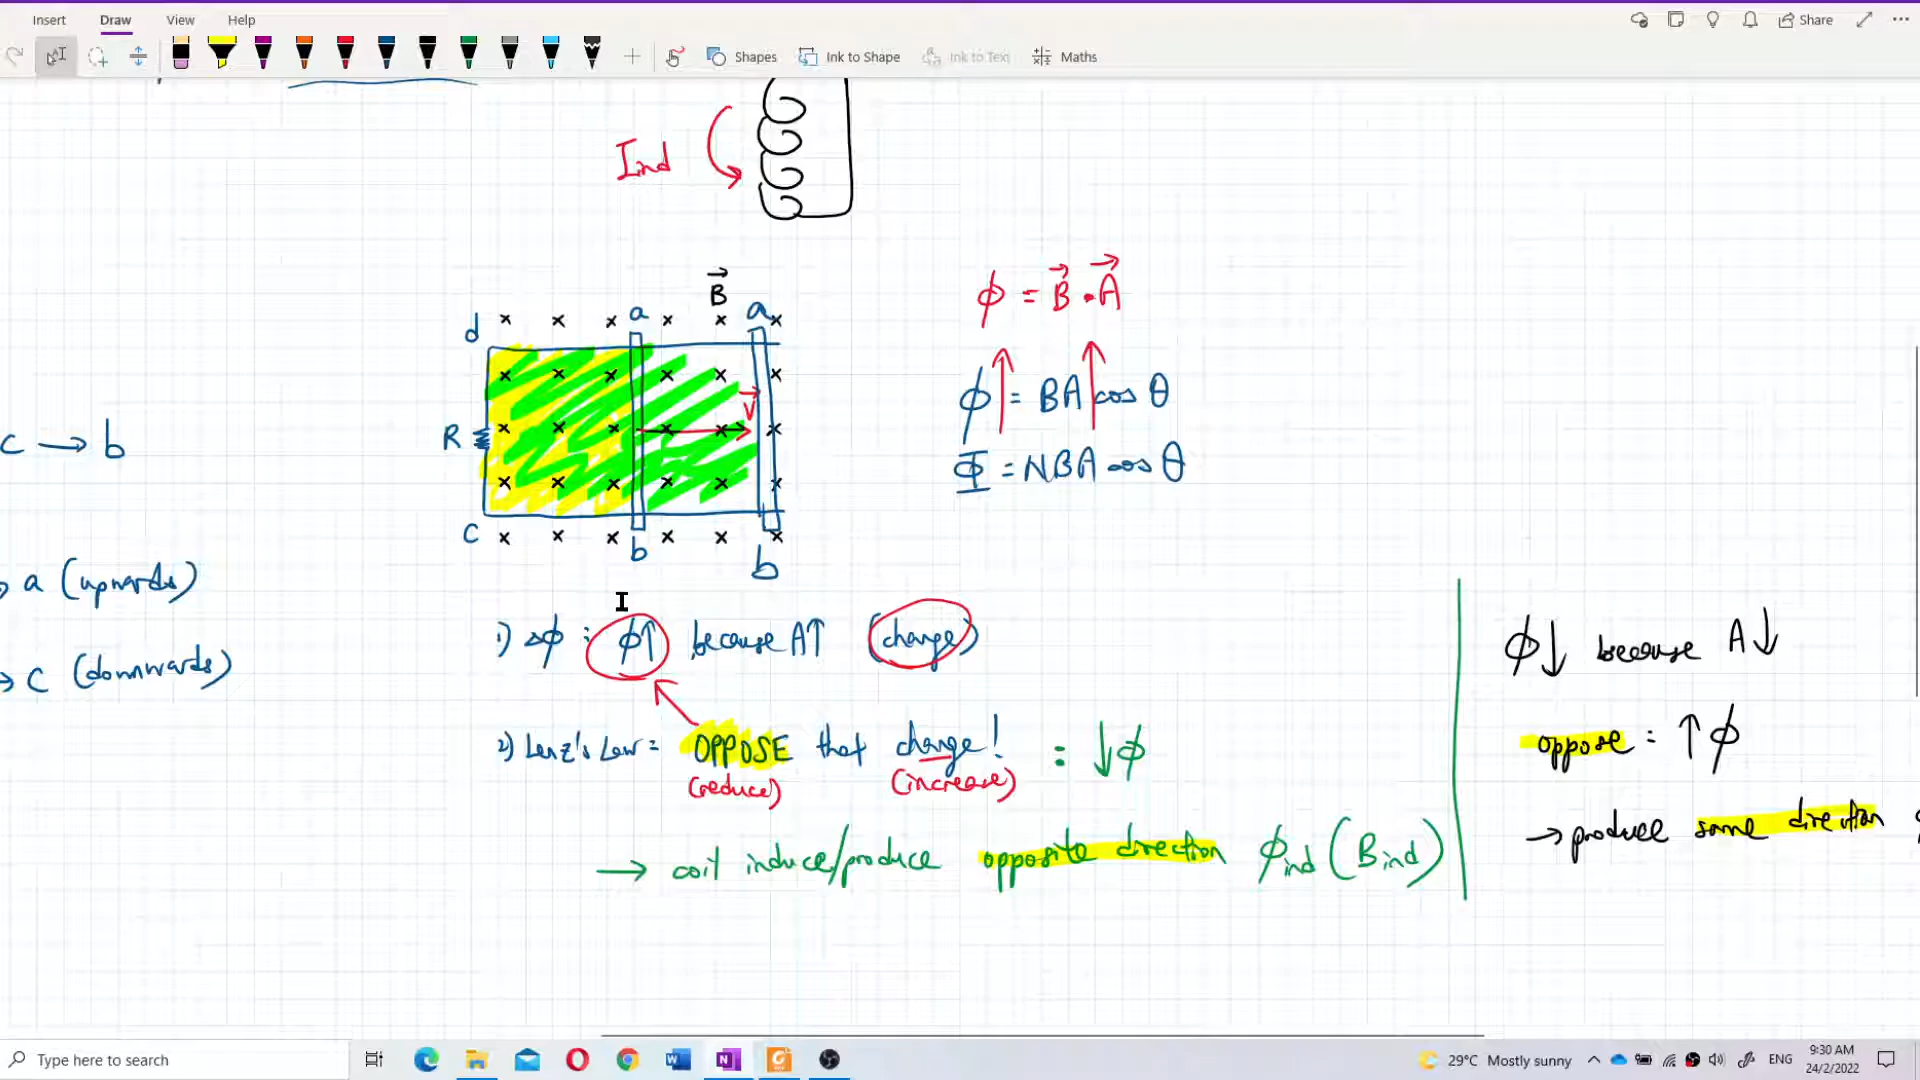 Insert Draw View Help
Share
Shapes Ink to Shape Ink to Text Maths
Ind
B
d a a
R
V
c b b
c → b
a (upwards)
→ c (downwards)
ϕ = B · A
ϕ = BA cos θ
Φ = NBA cos θ
1) Δϕ : ϕ↑ because A↑ (change)
2) Lenz's Law = OPPOSE that change! : ↓ϕ
(reduce) (increase)
→ coil induce/produce opposite direction ϕind (Bind)
ϕ↓ because A↓
oppose : ↑ϕ
→ produce same direction
Type here to search
29°C Mostly sunny
ENG
9:30 AM
24/2/2022